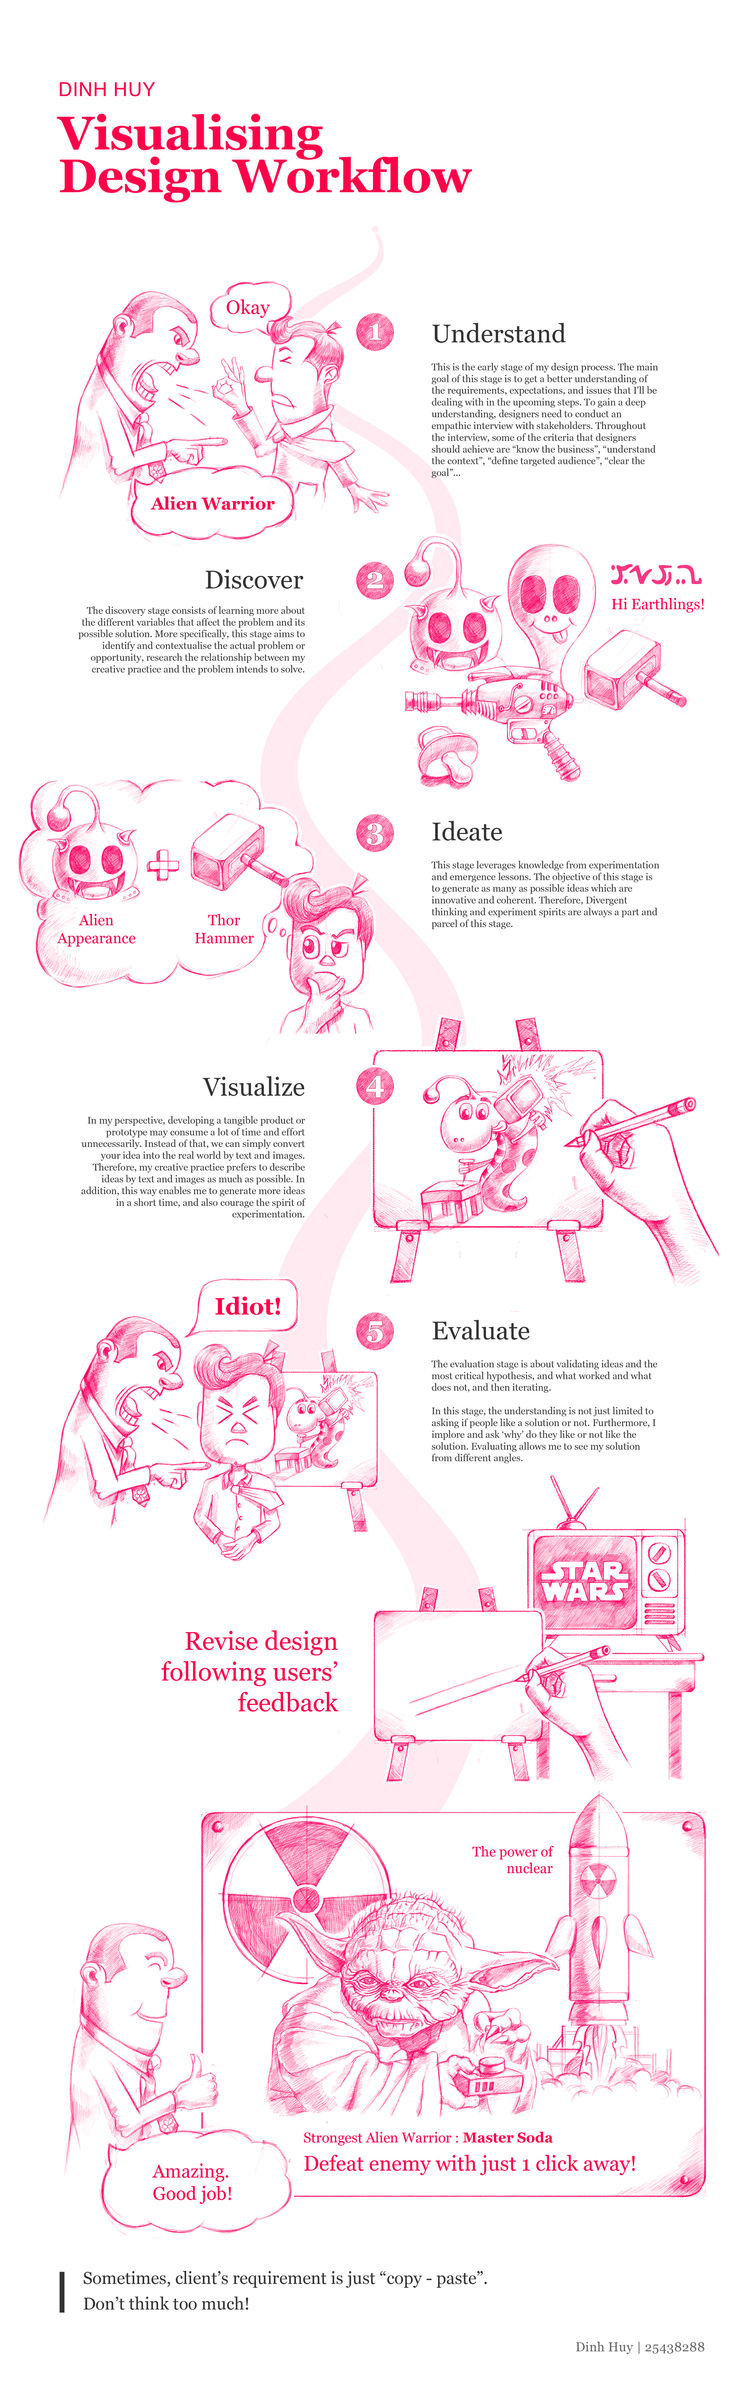 DINH HUY
Visualising
Design Workflow
Okay
Alien Warrior
1
Understand
This is the early stage of my design process. The main
goal of this stage is to get a better understanding of
the requirements, expectations, and issues that I'll be
dealing with in the upcoming steps. To gain a deep
understanding, designers need to conduct an
empathic interview with stakeholders. Throughout
the interview, some of the criteria that designers
should achieve are "know the business", "understand
the context", "define targeted audience", "clear the
goal"...
Discover
The discovery stage consists of learning more about
the different variables that affect the problem and its
possible solution. More specifically, this stage aims to
identify and contextualise the actual problem or
opportunity, research the relationship between my
creative practice and the problem intends to solve.
2
Hi Earthlings!
Alien
Appearance
Thor
Hammer
3
Ideate
This stage leverages knowledge from experimentation
and emergence lessons. The objective of this stage is
to generate as many as possible ideas which are
innovative and coherent. Therefore, Divergent
thinking and experiment spirits are always a part and
parcel of this stage.
Visualize
In my perspective, developing a tangible product or
prototype may consume a lot of time and effort
unnecessarily. Instead of that, we can simply convert
your idea into the real world by text and images.
Therefore, my creative practice prefers to describe
ideas by text and images as much as possible. In
addition, this way enables me to generate more ideas
in a short time, and also courage the spirit of
experimentation.
4
Idiot!
5
Evaluate
The evaluation stage is about validating ideas and the
most critical hypothesis, and what worked and what
does not, and then iterating.
In this stage, the understanding is not just limited to
asking if people like a solution or not. Furthermore, I
implore and ask 'why' do they like or not like the
solution. Evaluating allows me to see my solution
from different angles.
STAR
WARS
Revise design
following users'
feedback
The power of
nuclear
Strongest Alien Warrior : Master Soda
Defeat enemy with just 1 click away!
Amazing.
Good job!
Sometimes, client's requirement is just "copy - paste".
Don't think too much!
Dinh Huy | 25438288